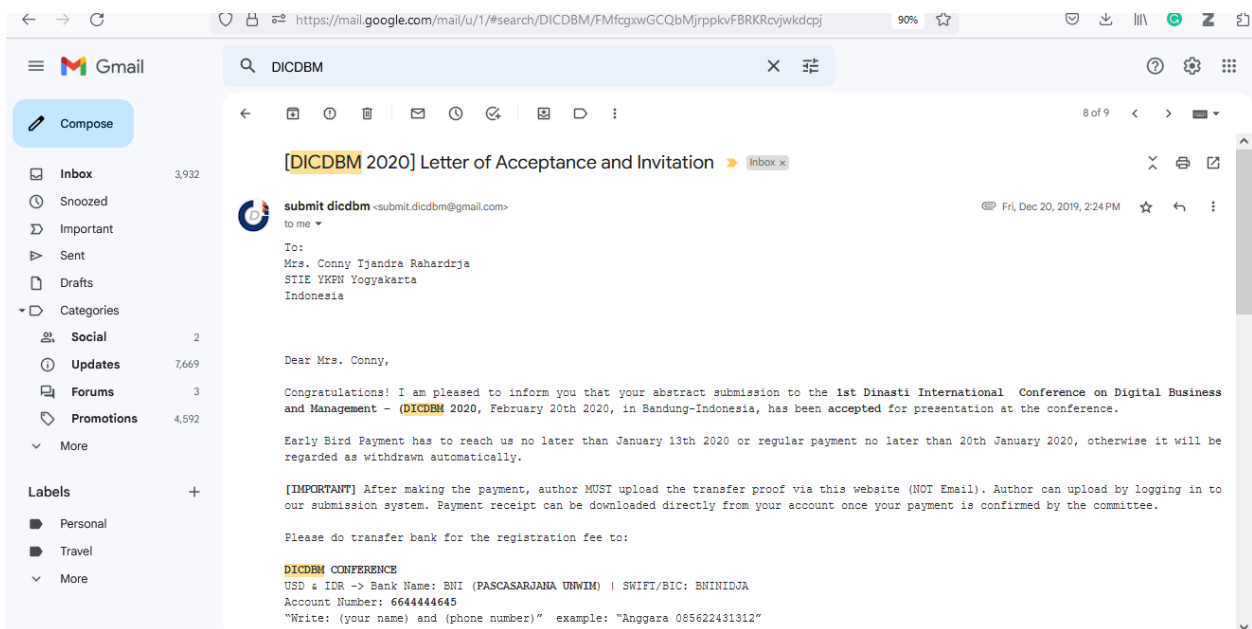 https://mail.google.com/mail/u/1/#search/DICDBM/FMfcgxwGCQbMjrppkvFBRKRcvjwkdcpj
90%
Gmail
DICDBM
Compose
8 of 9
Inbox 3,932
Snoozed
Important
Sent
Drafts
Categories
Social 2
Updates 7,669
Forums 3
Promotions 4,592
More
Labels
Personal
Travel
More
[DICDBM 2020] Letter of Acceptance and Invitation Inbox x
submit dicdbm <submit.dicdbm@gmail.com> Fri, Dec 20, 2019, 2:24 PM
to me
To:
Mrs. Conny Tjandra Rahardrja
STIE YKPN Yogyakarta
Indonesia
Dear Mrs. Conny,
Congratulations! I am pleased to inform you that your abstract submission to the 1st Dinasti International Conference on Digital Business
and Management - (DICDBM 2020, February 20th 2020, in Bandung-Indonesia, has been accepted for presentation at the conference.
Early Bird Payment has to reach us no later than January 13th 2020 or regular payment no later than 20th January 2020, otherwise it will be
regarded as withdrawn automatically.
[IMPORTANT] After making the payment, author MUST upload the transfer proof via this website (NOT Email). Author can upload by logging in to
our submission system. Payment receipt can be downloaded directly from your account once your payment is confirmed by the committee.
Please do transfer bank for the registration fee to:
DICDBM CONFERENCE
USD & IDR -> Bank Name: BNI (PASCASARJANA UNWIM) | SWIFT/BIC: BNINIDJA
Account Number: 6644444645
"Write: (your name) and (phone number)" example: "Anggara 085622431312"